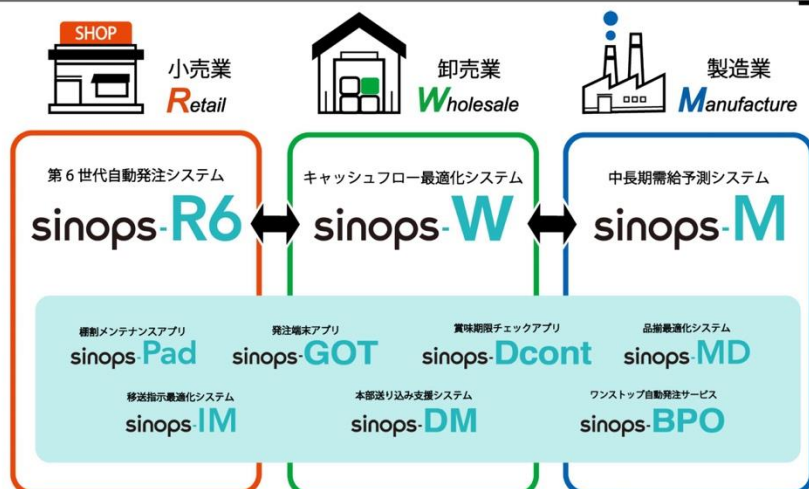 SHOP
小売業
Retail
卸売業
Wholesale
製造業
Manufacture
第6世代自動発注システム
sinops-R6
キャッシュフロー最適化システム
sinops-W
中長期需給予測システム
sinops-M
棚割メンテナンスアプリ
sinops-Pad
発注端末アプリ
sinops-GOT
賞味期限チェックアプリ
sinops-Dcont
品揃最適化システム
sinops-MD
移送指示最適化システム
sinops-IM
本部送り込み支援システム
sinops-DM
ワンストップ自動発注サービス
sinops-BPO